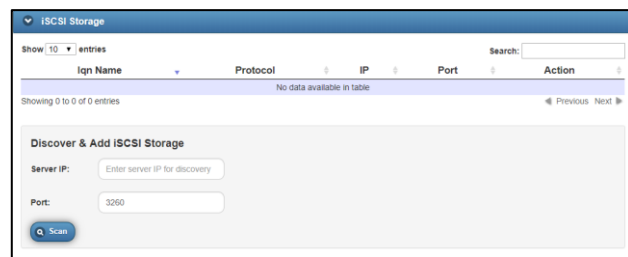 iSCSI Storage
Show 10 entries Search:
Iqn Name Protocol IP Port Action
No data available in table
Showing 0 to 0 of 0 entries Previous Next
Discover & Add iSCSI Storage
Server IP: Enter server IP for discovery
Port: 3260
Scan